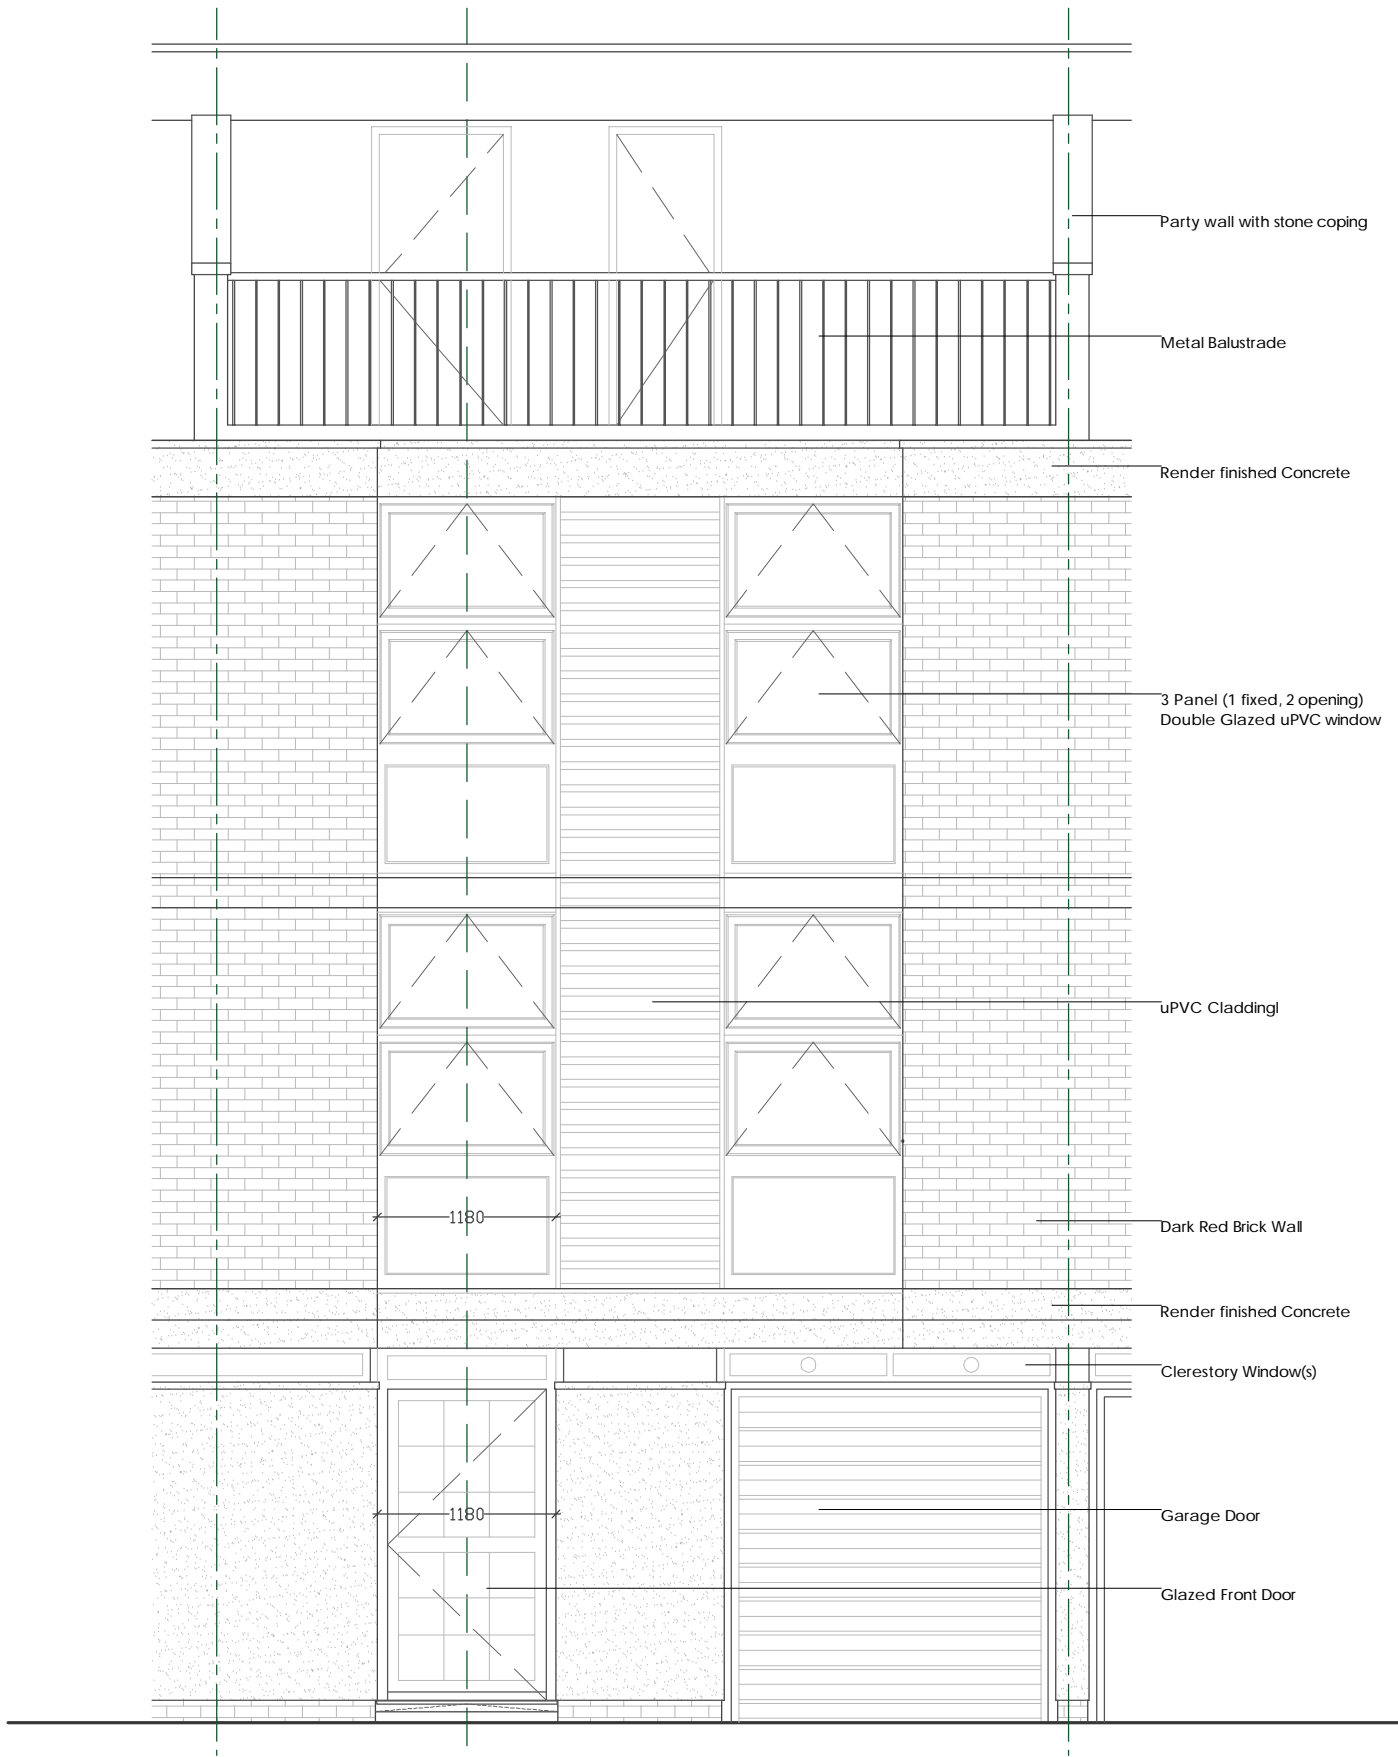 Party wall with stone coping
Metal Balustrade
Render finished Concrete
3 Panel (1 fixed, 2 opening)
Double Glazed uPVC window
uPVC Claddingl
1180
Dark Red Brick Wall
Render finished Concrete
Clerestory Window(s)
1180
Garage Door
Glazed Front Door